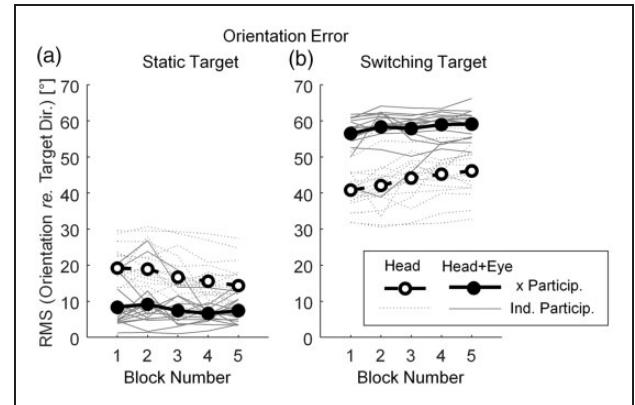 Orientation Error
(a) Static Target
(b) Switching Target
RMS (Orientation re. Target Dir.) [°]
70
60
50
40
30
20
10
0
1 2 3 4 5
Block Number
70
60
50
40
30
20
10
0
1 2 3 4 5
Block Number
Head Head+Eye
x Particip.
Ind. Particip.